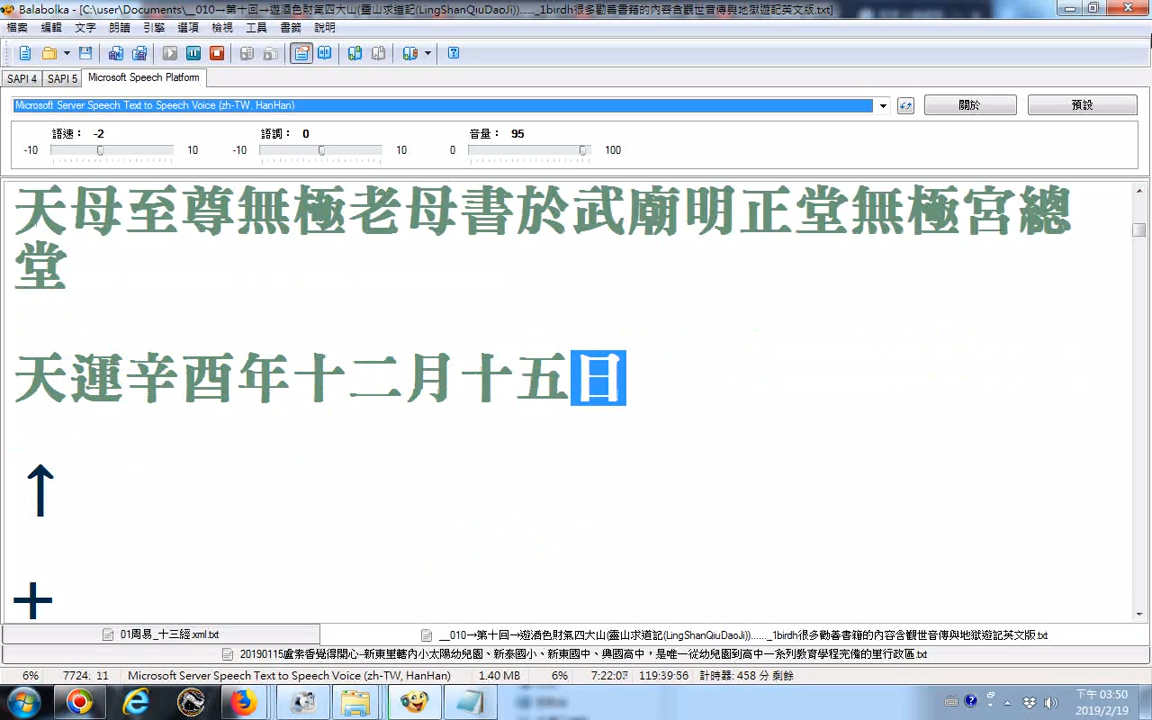 Balabolka - [C:\user\Documents\__010→第十回→遊酒色財氣四大山(靈山求道記(LingShanQiuDaoJi))......_1birdh很多勸善書籍的內容含觀世音傳與地獄遊記英文版.txt]
檔案 編輯 文字 朗讀 引擎 選項 檢視 工具 書籤 說明
SAPI 4 SAPI 5 Microsoft Speech Platform
Microsoft Server Speech Text to Speech Voice (zh-TW, HanHan) 關於 預設
語速： -2 語調： 0 音量： 95
-10 10 -10 10 0 100
天母至尊無極老母書於武廟明正堂無極宮總
堂
天運辛酉年十二月十五日
↑
+
01周易_十三經.xml.txt __010→第十回→遊酒色財氣四大山(靈山求道記(LingShanQiuDaoJi))......_1birdh很多勸善書籍的內容含觀世音傳與地獄遊記英文版.txt
20190115盧素香覺得開心-新東里轄內小太陽幼兒園、新泰國小、新東國中、興國高中，是唯一從幼兒園到高中一系列教育學程完備的里行政區.txt
6% 7724: 11 Microsoft Server Speech Text to Speech Voice (zh-TW, HanHan) 1.40 MB 6% 7:22:03 119:39:56 計時器: 458 分 剩餘
下午 03:50
2019/2/19